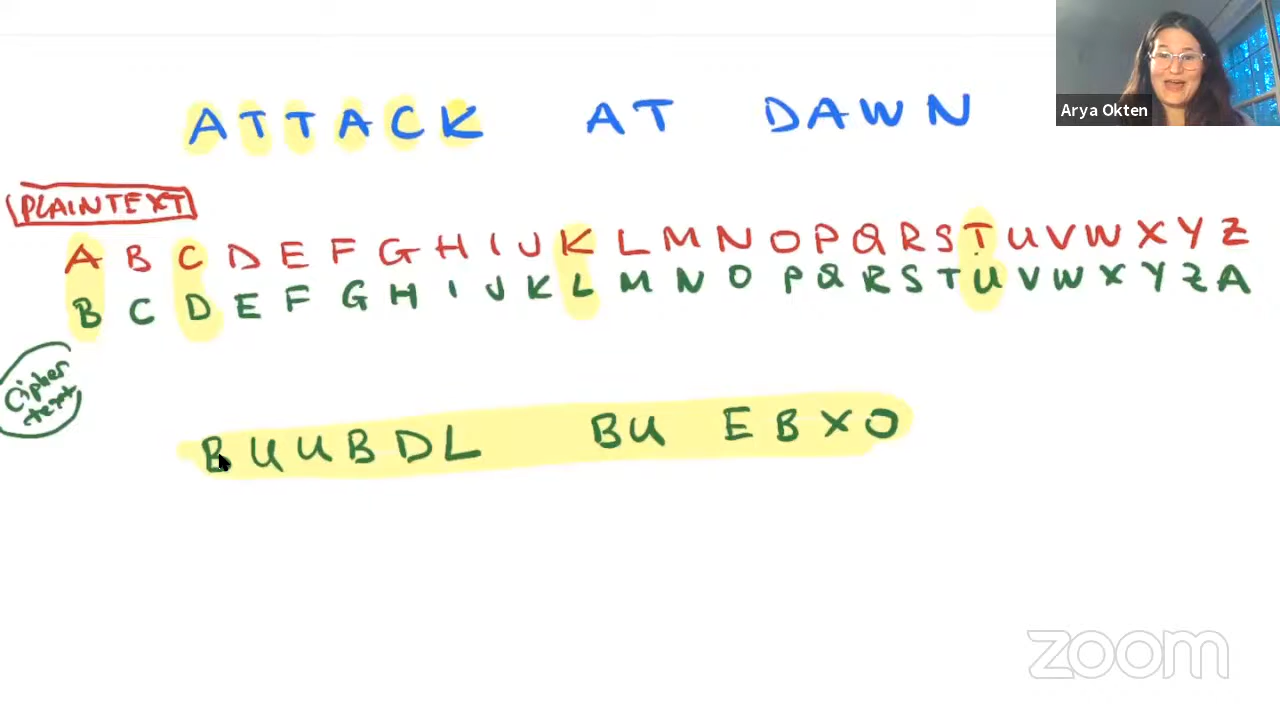 ATTACK AT DAWN
Arya Okten
PLAINTEXT
A B C D E F G H I J K L M N O P Q R S T U V W X Y Z
B C D E F G H I J K L M N O P Q R S T U V W X Y Z A
Cipher
text
BUUBDL BU EBXO
zoom